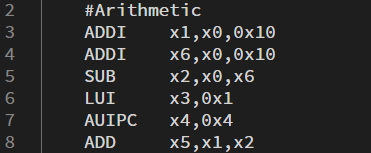 2 #Arithmetic
3 ADDI x1,x0,0x10
4 ADDI x6,x0,0x10
5 SUB x2,x0,x6
6 LUI x3,0x1
7 AUIPC x4,0x4
8 ADD x5,x1,x2